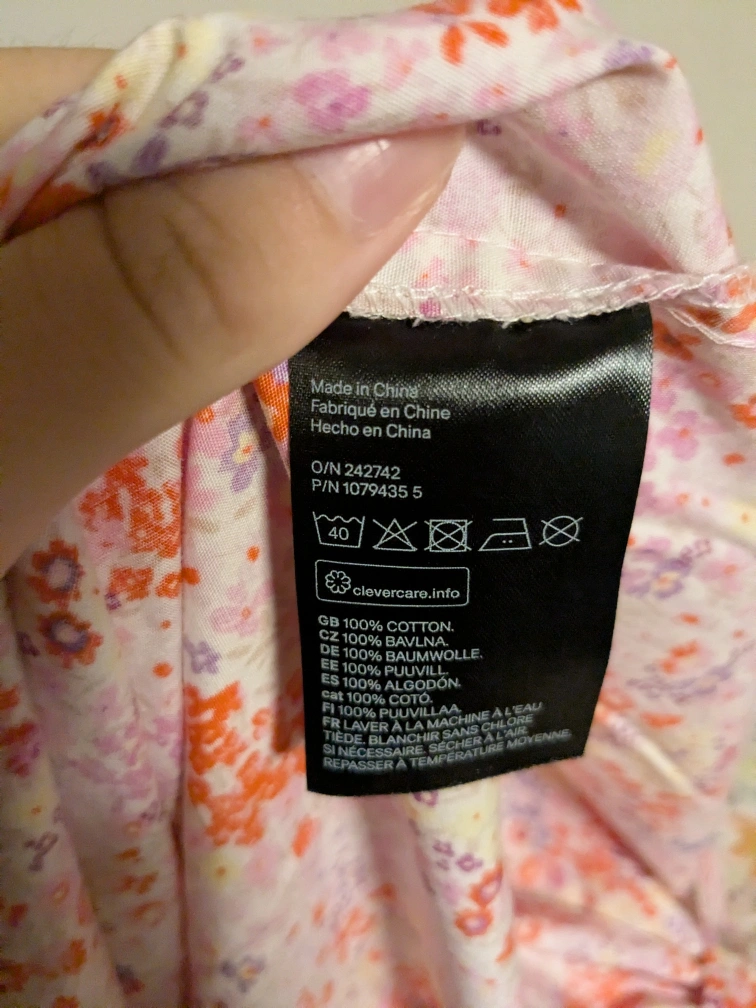 Made in China
Fabriqué en Chine
Hecho en China
O/N 242742
P/N 1079435 5
40
clevercare.info
GB 100% COTTON.
CZ 100% BAVLNA.
DE 100% BAUMWOLLE.
EE 100% PUUVILL.
ES 100% ALGODÓN.
cat 100% COTÓ.
FI 100% PUUVILLAA.
FR LAVER À LA MACHINE À L'EAU
TIÈDE. BLANCHIR SANS CHLORE
SI NÉCESSAIRE. SÉCHER À L'AIR.
REPASSER À TEMPÉRATURE MOYENNE.